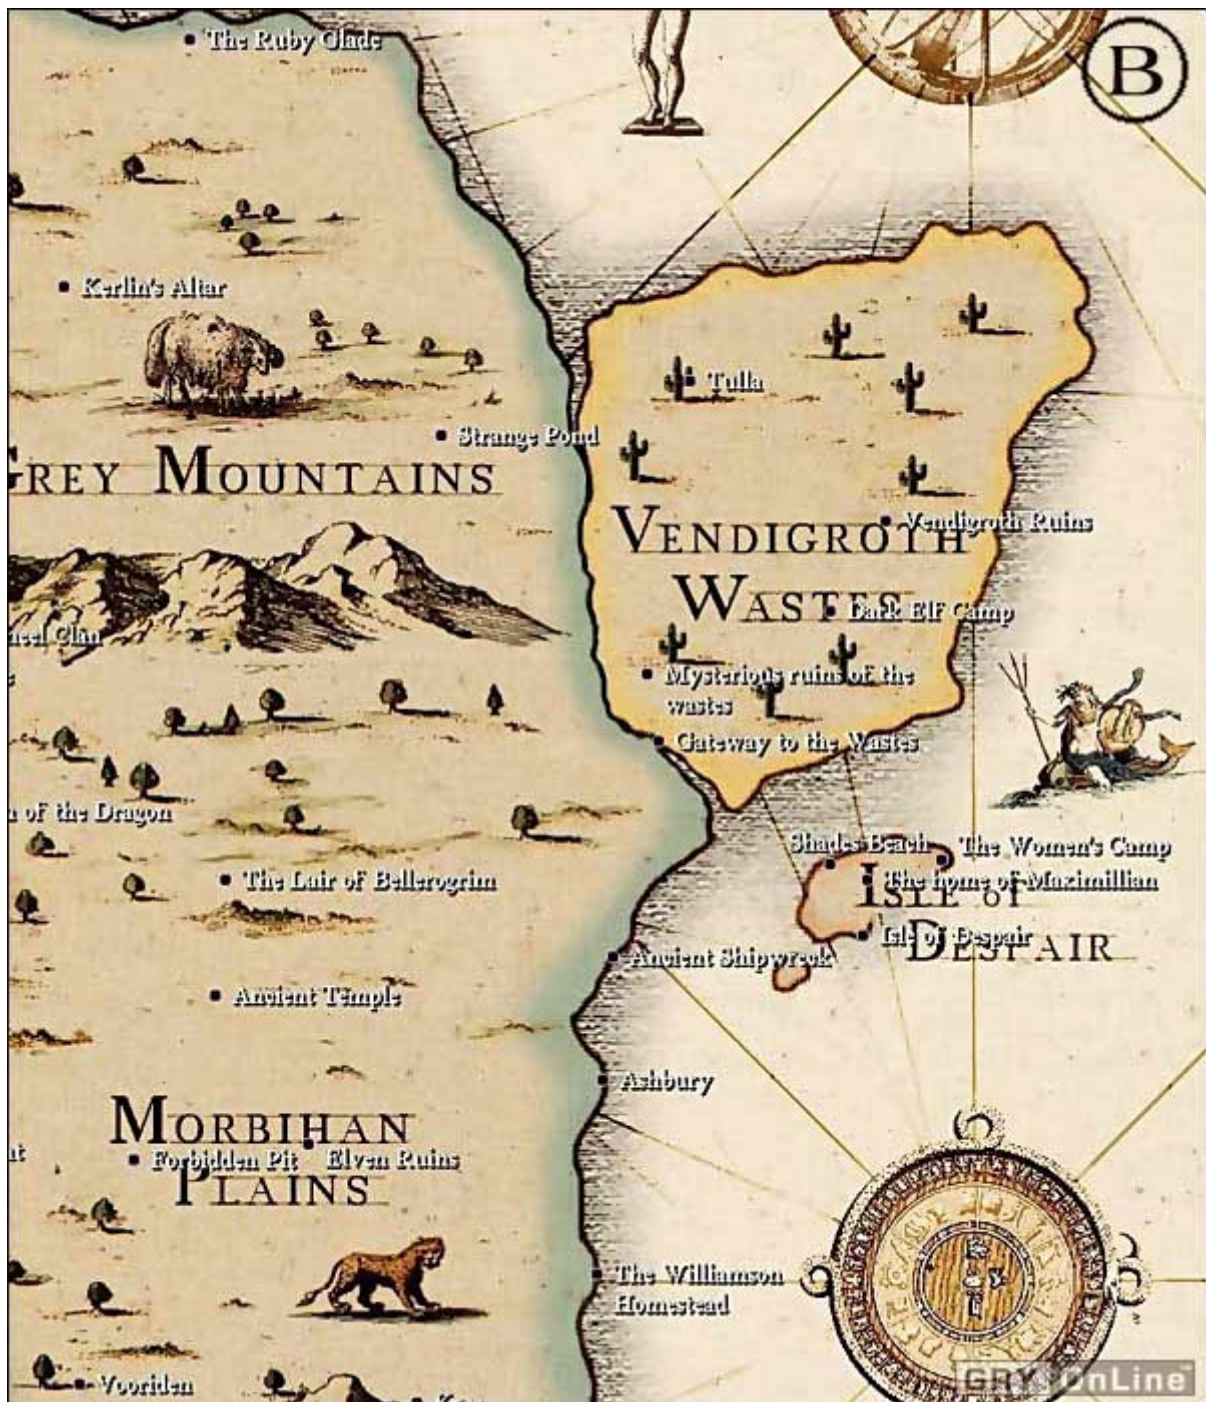 The Ruby Glade
B
Kerlin's Altar
Tulla
Strange Pond
GREY MOUNTAINS
VENDIGROTH
WASTES
Vendigroth Ruins
Dark Elf Camp
heel Clan
e
Mysterious ruins of the
wastes
Gateway to the Wastes
n of the Dragon
Shades Beach
The Women's Camp
The Lair of Bellerogrim
The home of Maximillian
ISLE OF
DESPAIR
Isle of Despair
Ancient Shipwreck
Ancient Temple
Ashbury
MORBIHAN
PLAINS
nt
Forbidden Pit
Elven Ruins
The Williamson
Homestead
Vooriden
GRY OnLine